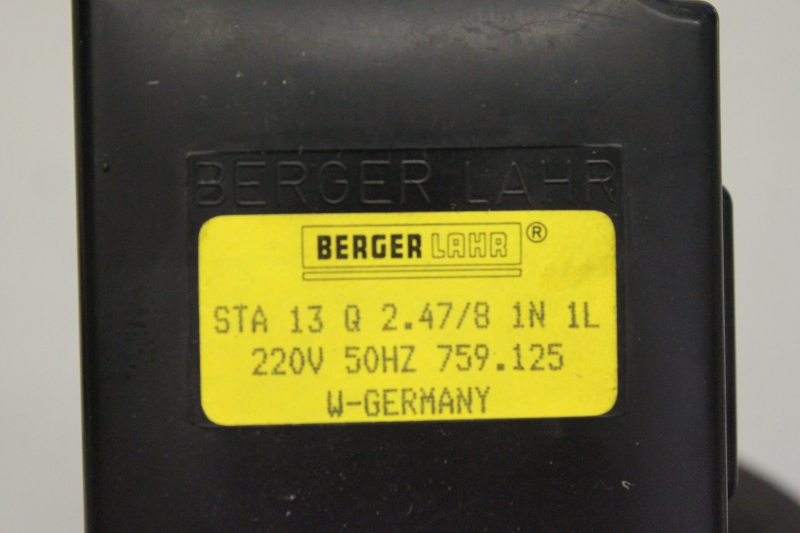 BERGER LAHR
BERGER LAHR ®
STA 13 Q 2.47/8 1N 1L
220V 50HZ 759.125
W-GERMANY